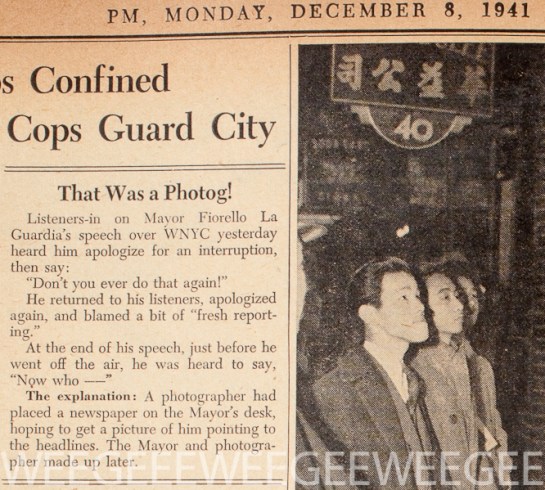 PM, MONDAY, DECEMBER 8, 1941
s Confined
Cops Guard City
That Was a Photog!
Listeners-in on Mayor Fiorello La
Guardia's speech over WNYC yesterday
heard him apologize for an interruption,
then say:
"Don't you ever do that again!"
He returned to his listeners, apologized
again, and blamed a bit of "fresh report-
ing."
At the end of his speech, just before he
went off the air, he was heard to say,
"Now who ——"
The explanation: A photographer had
placed a newspaper on the Mayor's desk,
hoping to get a picture of him pointing to
the headlines. The Mayor and photogra-
pher made up later.
司公
40
WEEGEEEWEEGEEWEEGEE